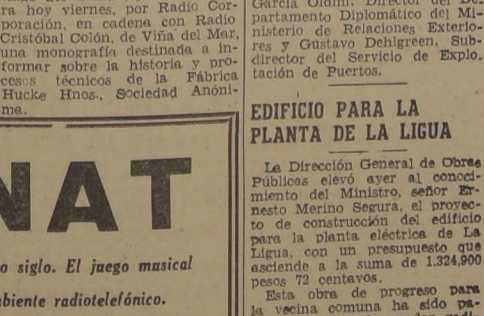 ra hoy viernes, por Radio Cor-
poración, en cadena con Radio
Cristóbal Colón, de Viña del Mar,
una monografía destinada a in-
formar sobre la historia y pro-
cesos técnicos de la Fábrica
Hucke Hnos., Sociedad Anóni-
ma.
NAT
o siglo. El juego musical
biente radiotelefónico.
García Oldini, Director del De-
partamento Diplomático del Mi-
nisterio de Relaciones Exterio-
res y Gustavo Dehlgreen, Sub-
director del Servicio de Explo-
tación de Puertos.
EDIFICIO PARA LA
PLANTA DE LA LIGUA
La Dirección General de Obras
Públicas elevó ayer al conoci-
miento del Ministro, señor Er-
nesto Merino Segura, el proyec-
to de construcción del edificio
para la planta eléctrica de La
Ligua, con un presupuesto que
asciende a la suma de 1.324,900
pesos 72 centavos.
Esta obra de progreso para
la vecina comuna ha sido pa-